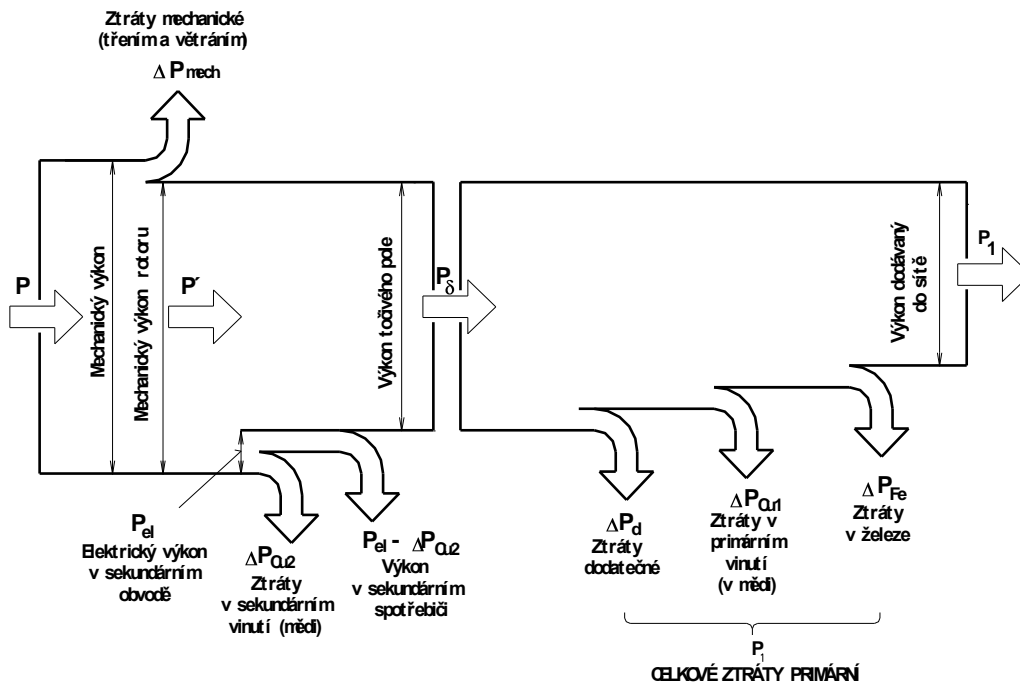 Ztráty mechanické
(třením a větráním)
Δ P mech
P
Mechanický výkon
Mechanický výkon rotoru
P´
Výkon točivého pole
Pδ
Výkon dodávaný
do sítě
P1
Pel
Elektrický výkon
v sekundárním
obvodě
ΔPCu2
Ztráty
v sekundárním
vinutí (mědi)
Pel - ΔPCu2
Výkon
v sekundárním
spotřebiči
ΔPd
Ztráty
dodatečné
ΔPCu1
Ztráty v
primárním
vinutí
(v mědi)
ΔPFe
Ztráty
v železe
P1
CELKOVÉ ZTRÁTY PRIMÁRNÍ